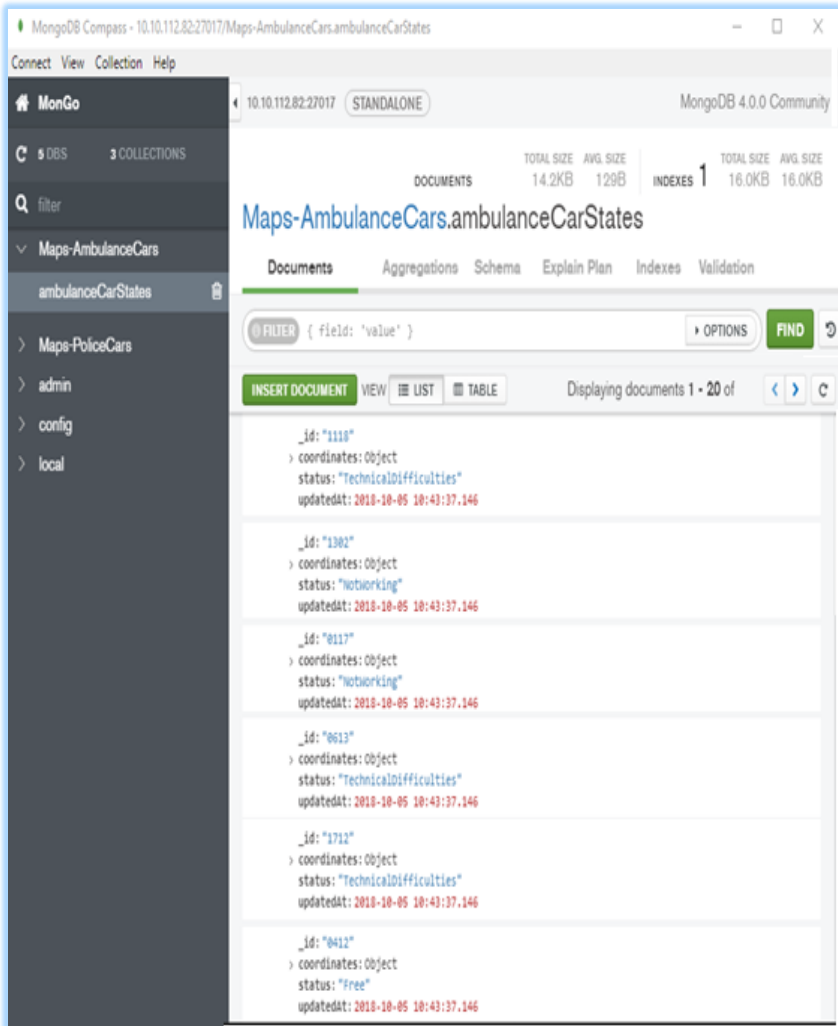 MongoDB Compass - 10.10.112.82:27017/Maps-AmbulanceCars.ambulanceCarStates
Connect View Collection Help
MonGo
5 DBS 3 COLLECTIONS
filter
Maps-AmbulanceCars
ambulanceCarStates
Maps-PoliceCars
admin
config
local
10.10.112.82:27017 STANDALONE MongoDB 4.0.0 Community
DOCUMENTS TOTAL SIZE 14.2KB AVG. SIZE 129B INDEXES 1 TOTAL SIZE 16.0KB AVG. SIZE 16.0KB
Maps-AmbulanceCars.ambulanceCarStates
Documents Aggregations Schema Explain Plan Indexes Validation
FILTER { field: 'value' } OPTIONS FIND
INSERT DOCUMENT VIEW LIST TABLE Displaying documents 1 - 20 of
_id:"1118"
coordinates:Object
status:"TechnicalDifficulties"
updatedAt:2018-10-05 10:43:37.146
_id:"1302"
coordinates:Object
status:"NotWorking"
updatedAt:2018-10-05 10:43:37.146
_id:"0117"
coordinates:Object
status:"NotWorking"
updatedAt:2018-10-05 10:43:37.146
_id:"0613"
coordinates:Object
status:"TechnicalDifficulties"
updatedAt:2018-10-05 10:43:37.146
_id:"1712"
coordinates:Object
status:"TechnicalDifficulties"
updatedAt:2018-10-05 10:43:37.146
_id:"0412"
coordinates:Object
status:"Free"
updatedAt:2018-10-05 10:43:37.146